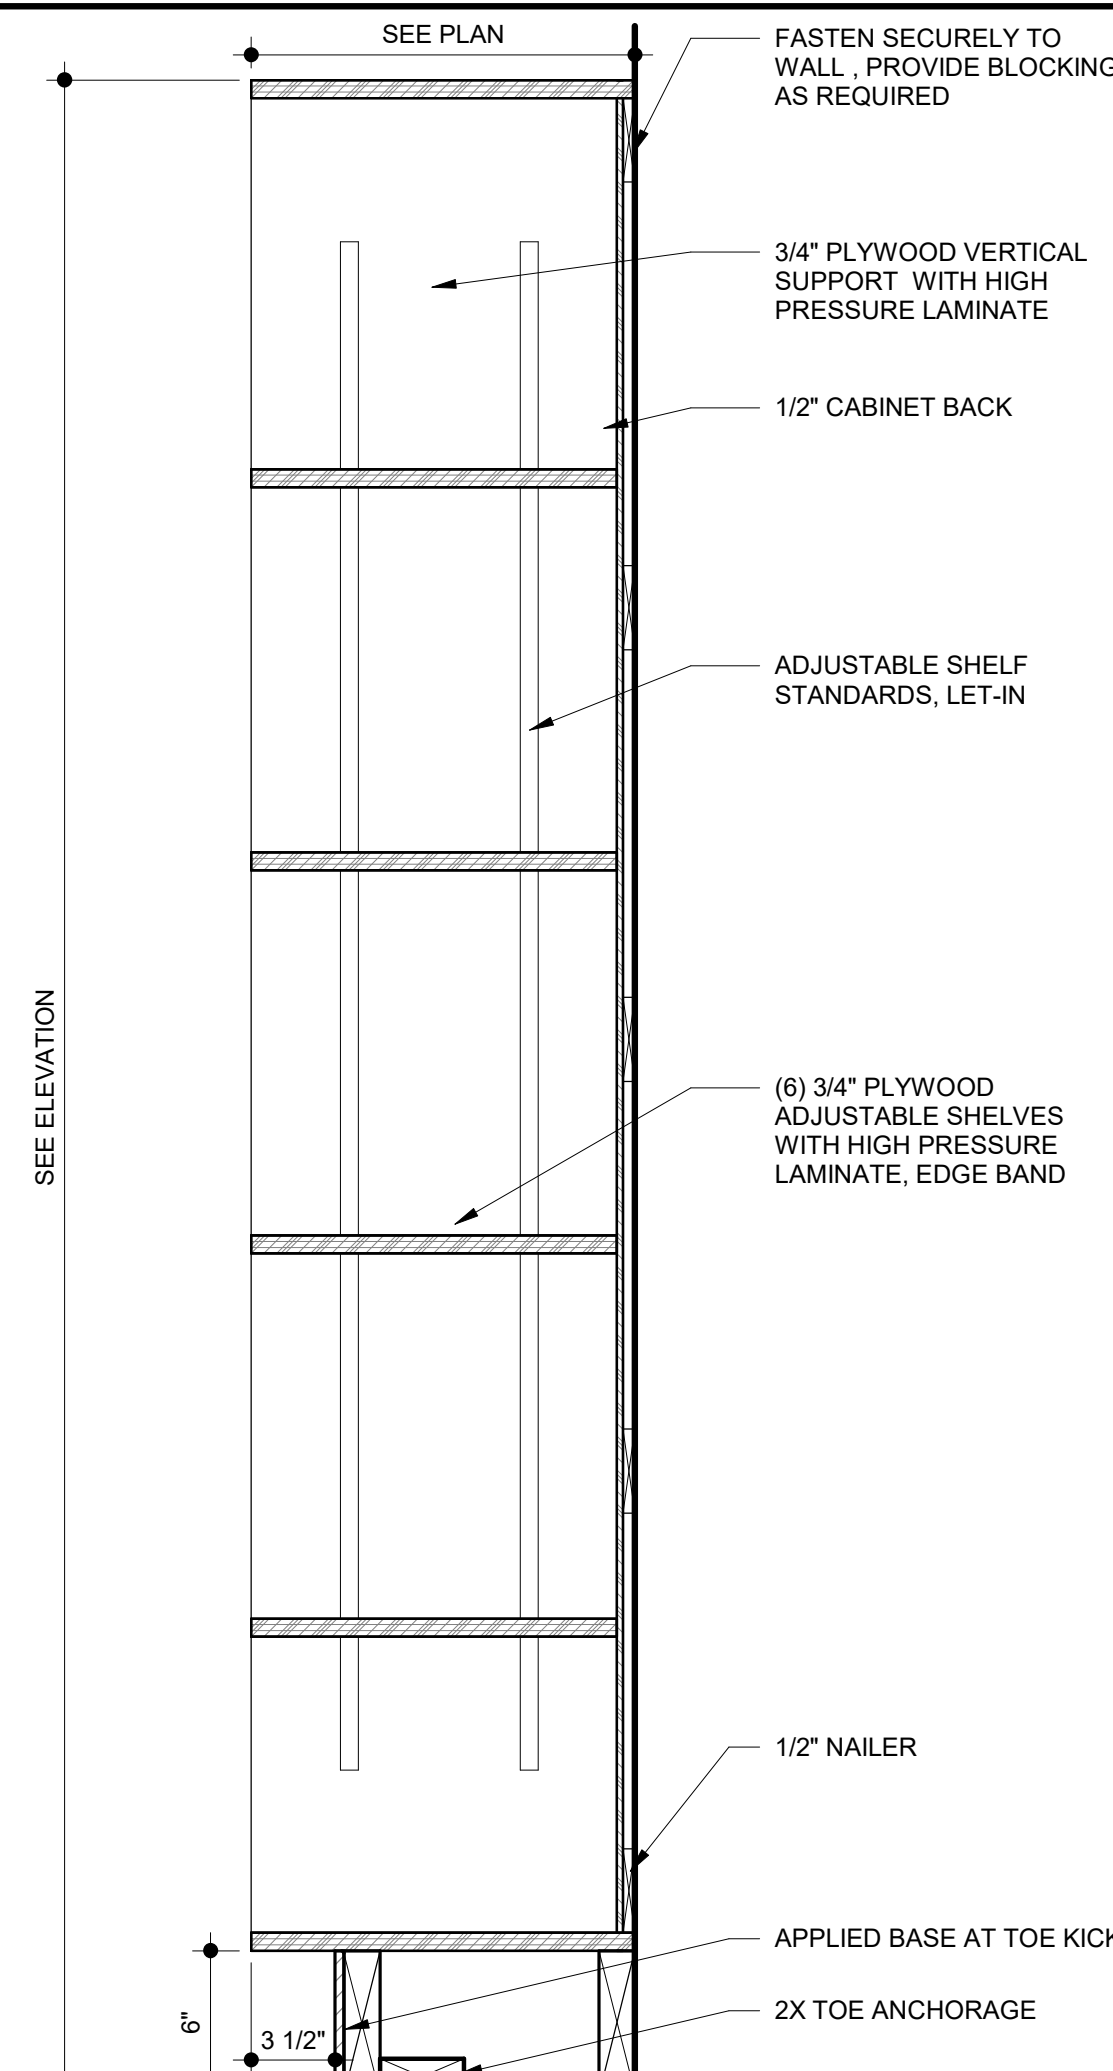 SEE PLAN
FASTEN SECURELY TO
WALL , PROVIDE BLOCKING
AS REQUIRED
3/4" PLYWOOD VERTICAL
SUPPORT WITH HIGH
PRESSURE LAMINATE
1/2" CABINET BACK
ADJUSTABLE SHELF
STANDARDS, LET-IN
SEE ELEVATION
(6) 3/4" PLYWOOD
ADJUSTABLE SHELVES
WITH HIGH PRESSURE
LAMINATE, EDGE BAND
1/2" NAILER
APPLIED BASE AT TOE KICK
2X TOE ANCHORAGE
6"
3 1/2"